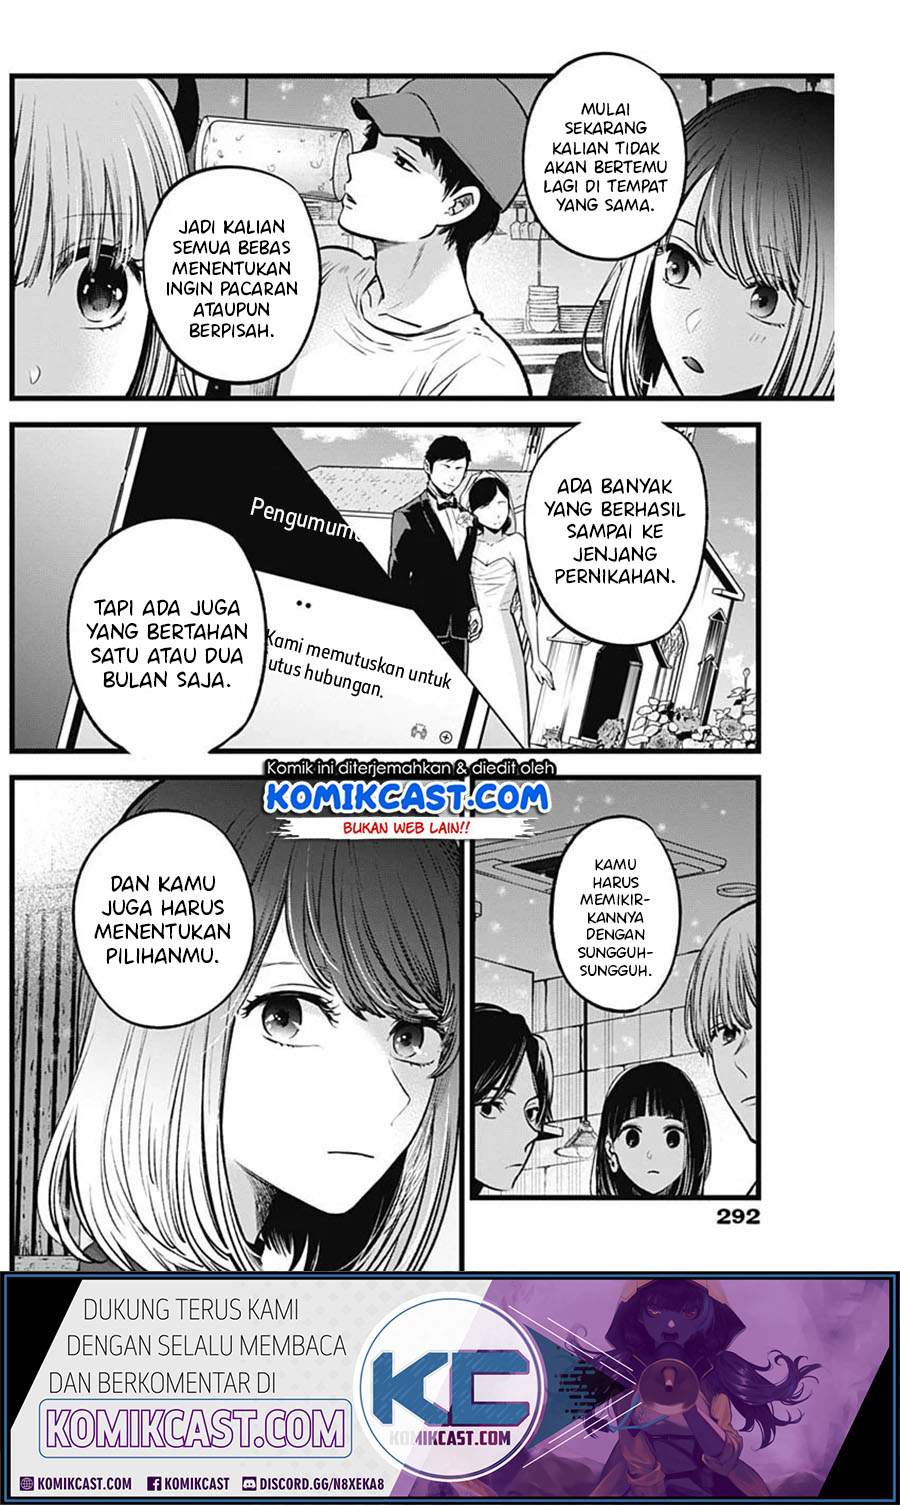 MULAI
SEKARANG
KALIAN TIDAK
AKAN BERTEMU
LAGI DI TEMPAT
YANG SAMA.
JADI KALIAN
SEMUA BEBAS
MENENTUKAN
INGIN PACARAN
ATAUPUN
BERPISAH.
ADA BANYAK
YANG BERHASIL
SAMPAI KE
JENJANG
PERNIKAHAN.
Pengumum
Kami memutuskan untuk
utus hubungan.
TAPI ADA JUGA
YANG BERTAHAN
SATU ATAU DUA
BULAN SAJA.
Komik ini diterjemahkan & diedit oleh
KOMIKCAST.COM
BUKAN WEB LAIN!!
KAMU
HARUS
MEMIKIR-
KANNYA
DENGAN
SUNGGUH-
SUNGGUH.
DAN KAMU
JUGA HARUS
MENENTUKAN
PILIHANMU.
292
DUKUNG TERUS KAMI
DENGAN SELALU MEMBACA
DAN BERKOMENTAR DI
KOMIKCAST.COM
KC
KOMIKCAST.COM
KOMIKCAST.COM KOMIKCAST DISCORD.GG/N8XEKA8